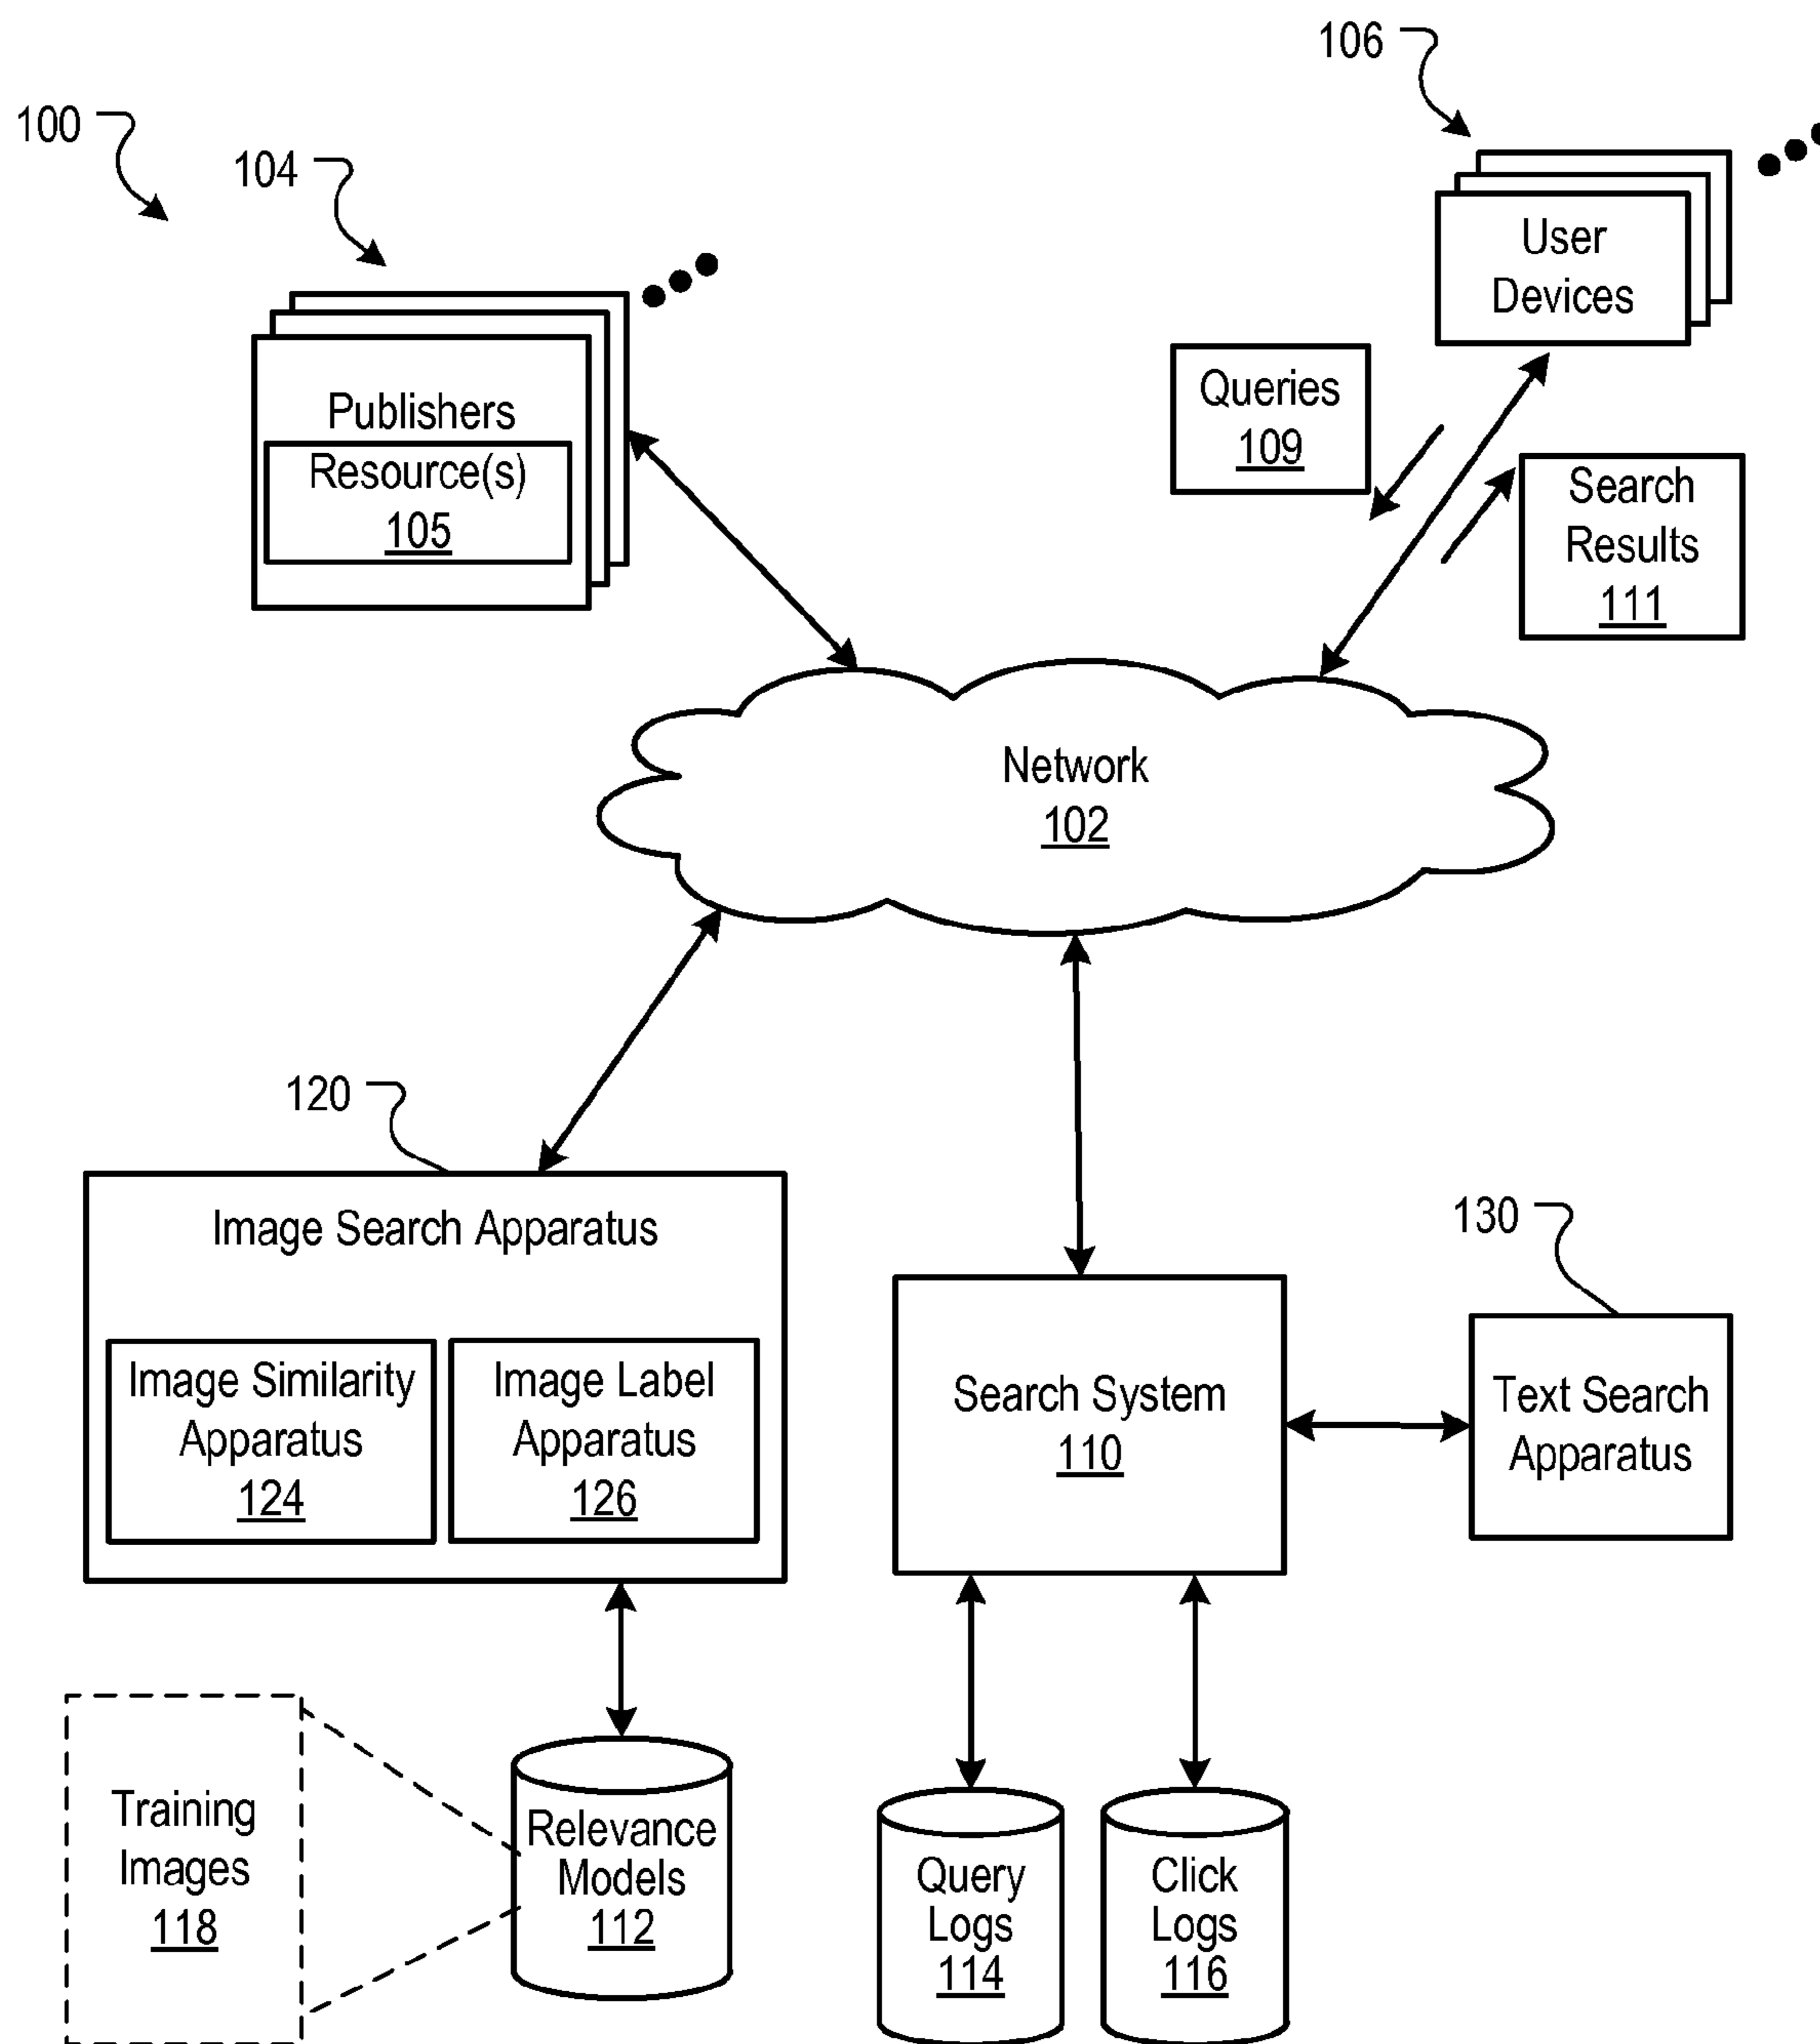 106
100
104
User
Devices
Queries
109
Publishers
Resource(s)
105
Search
Results
111
Network
102
120
Image Search Apparatus
130
Image Similarity
Apparatus
124
Image Label
Apparatus
126
Search System
110
Text Search
Apparatus
Training
Images
118
Relevance
Models
112
Query
Logs
114
Click
Logs
116